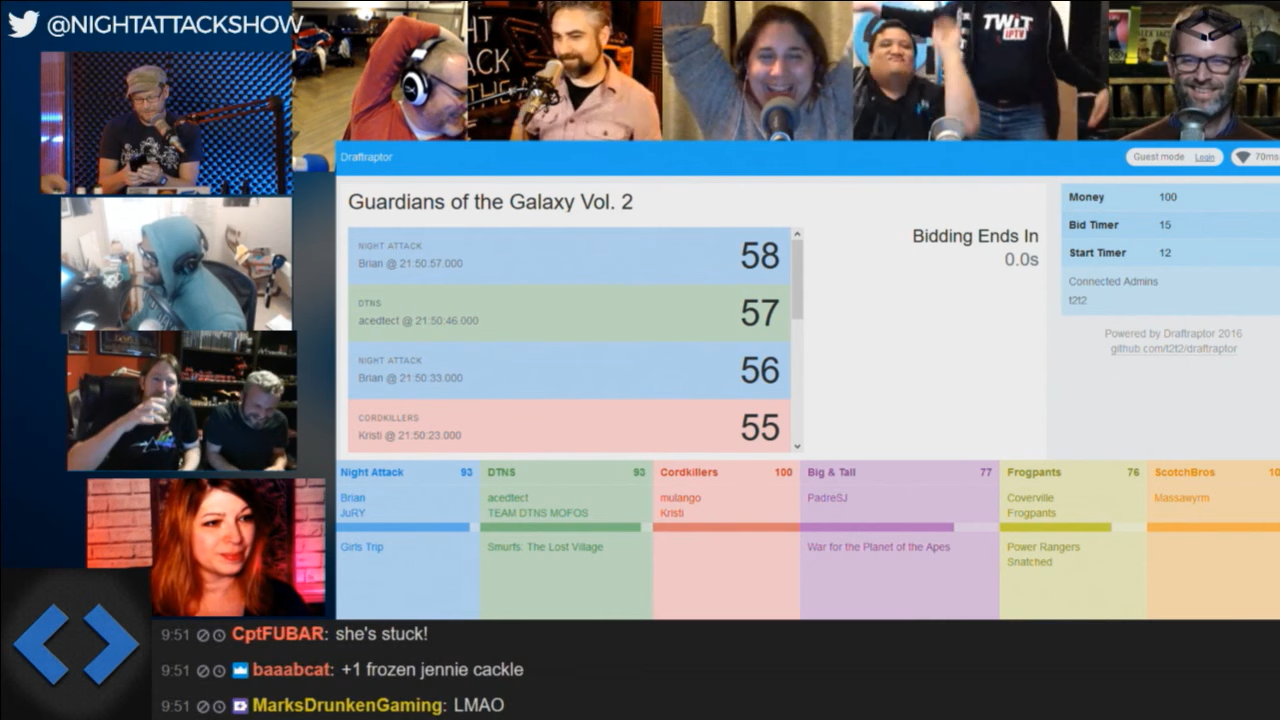 @NIGHTATTACKSHOW
TWiT
IPTV
Draftraptor
Guest mode Login 70ms
Guardians of the Galaxy Vol. 2
Bidding Ends In
0.0s
NIGHT ATTACK
Brian @ 21:50:57.000
58
DTNS
acedtect @ 21:50:46.000
57
NIGHT ATTACK
Brian @ 21:50:33.000
56
CORDKILLERS
Kristi @ 21:50:23.000
55
Money 100
Bid Timer 15
Start Timer 12
Connected Admins
t2t2
Powered by Draftraptor 2016
github.com/t2t2/draftraptor
Night Attack 93
Brian
JuRY
Girls Trip
DTNS 93
acedtect
TEAM DTNS MOFOS
Smurfs: The Lost Village
Cordkillers 100
mulango
Kristi
Big & Tall 77
PadreSJ
War for the Planet of the Apes
Frogpants 76
Coverville
Frogpants
Power Rangers
Snatched
ScotchBros 10
Massawyrm
9:51 CptFUBAR: she's stuck!
9:51 baaabcat: +1 frozen jennie cackle
9:51 MarksDrunkenGaming: LMAO